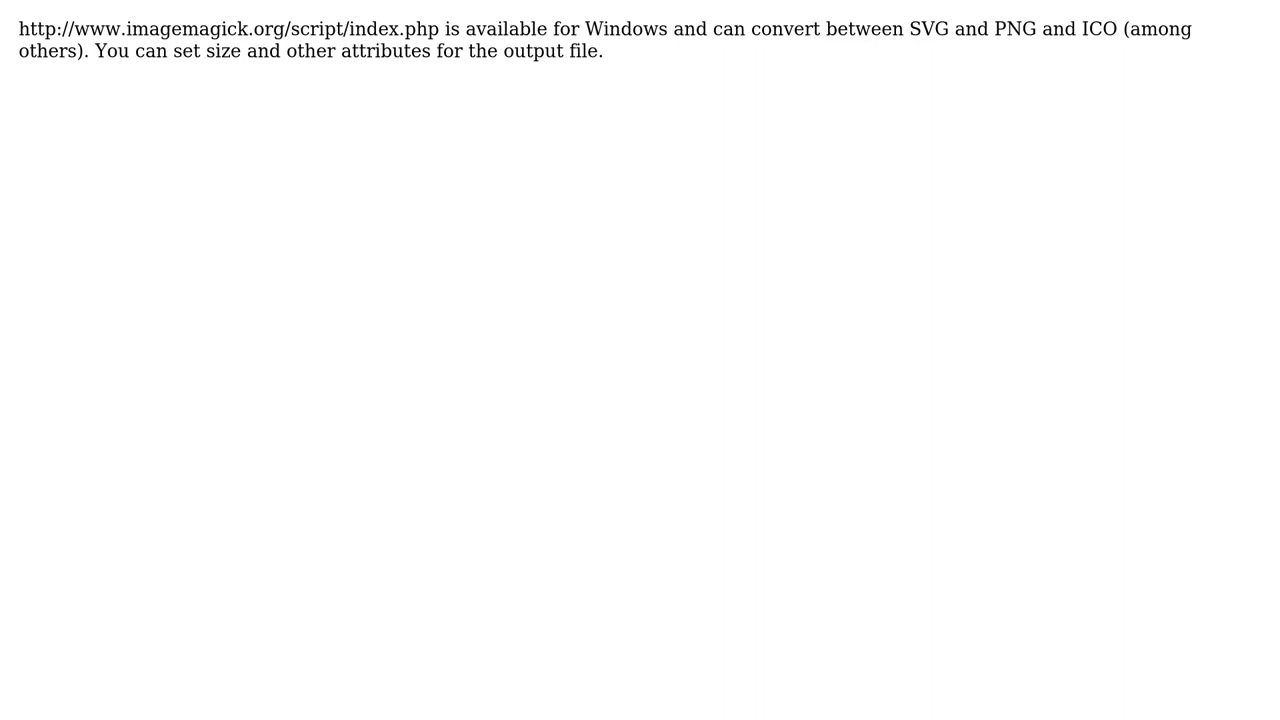 http://www.imagemagick.org/script/index.php is available for Windows and can convert between SVG and PNG and ICO (among
others). You can set size and other attributes for the output file.